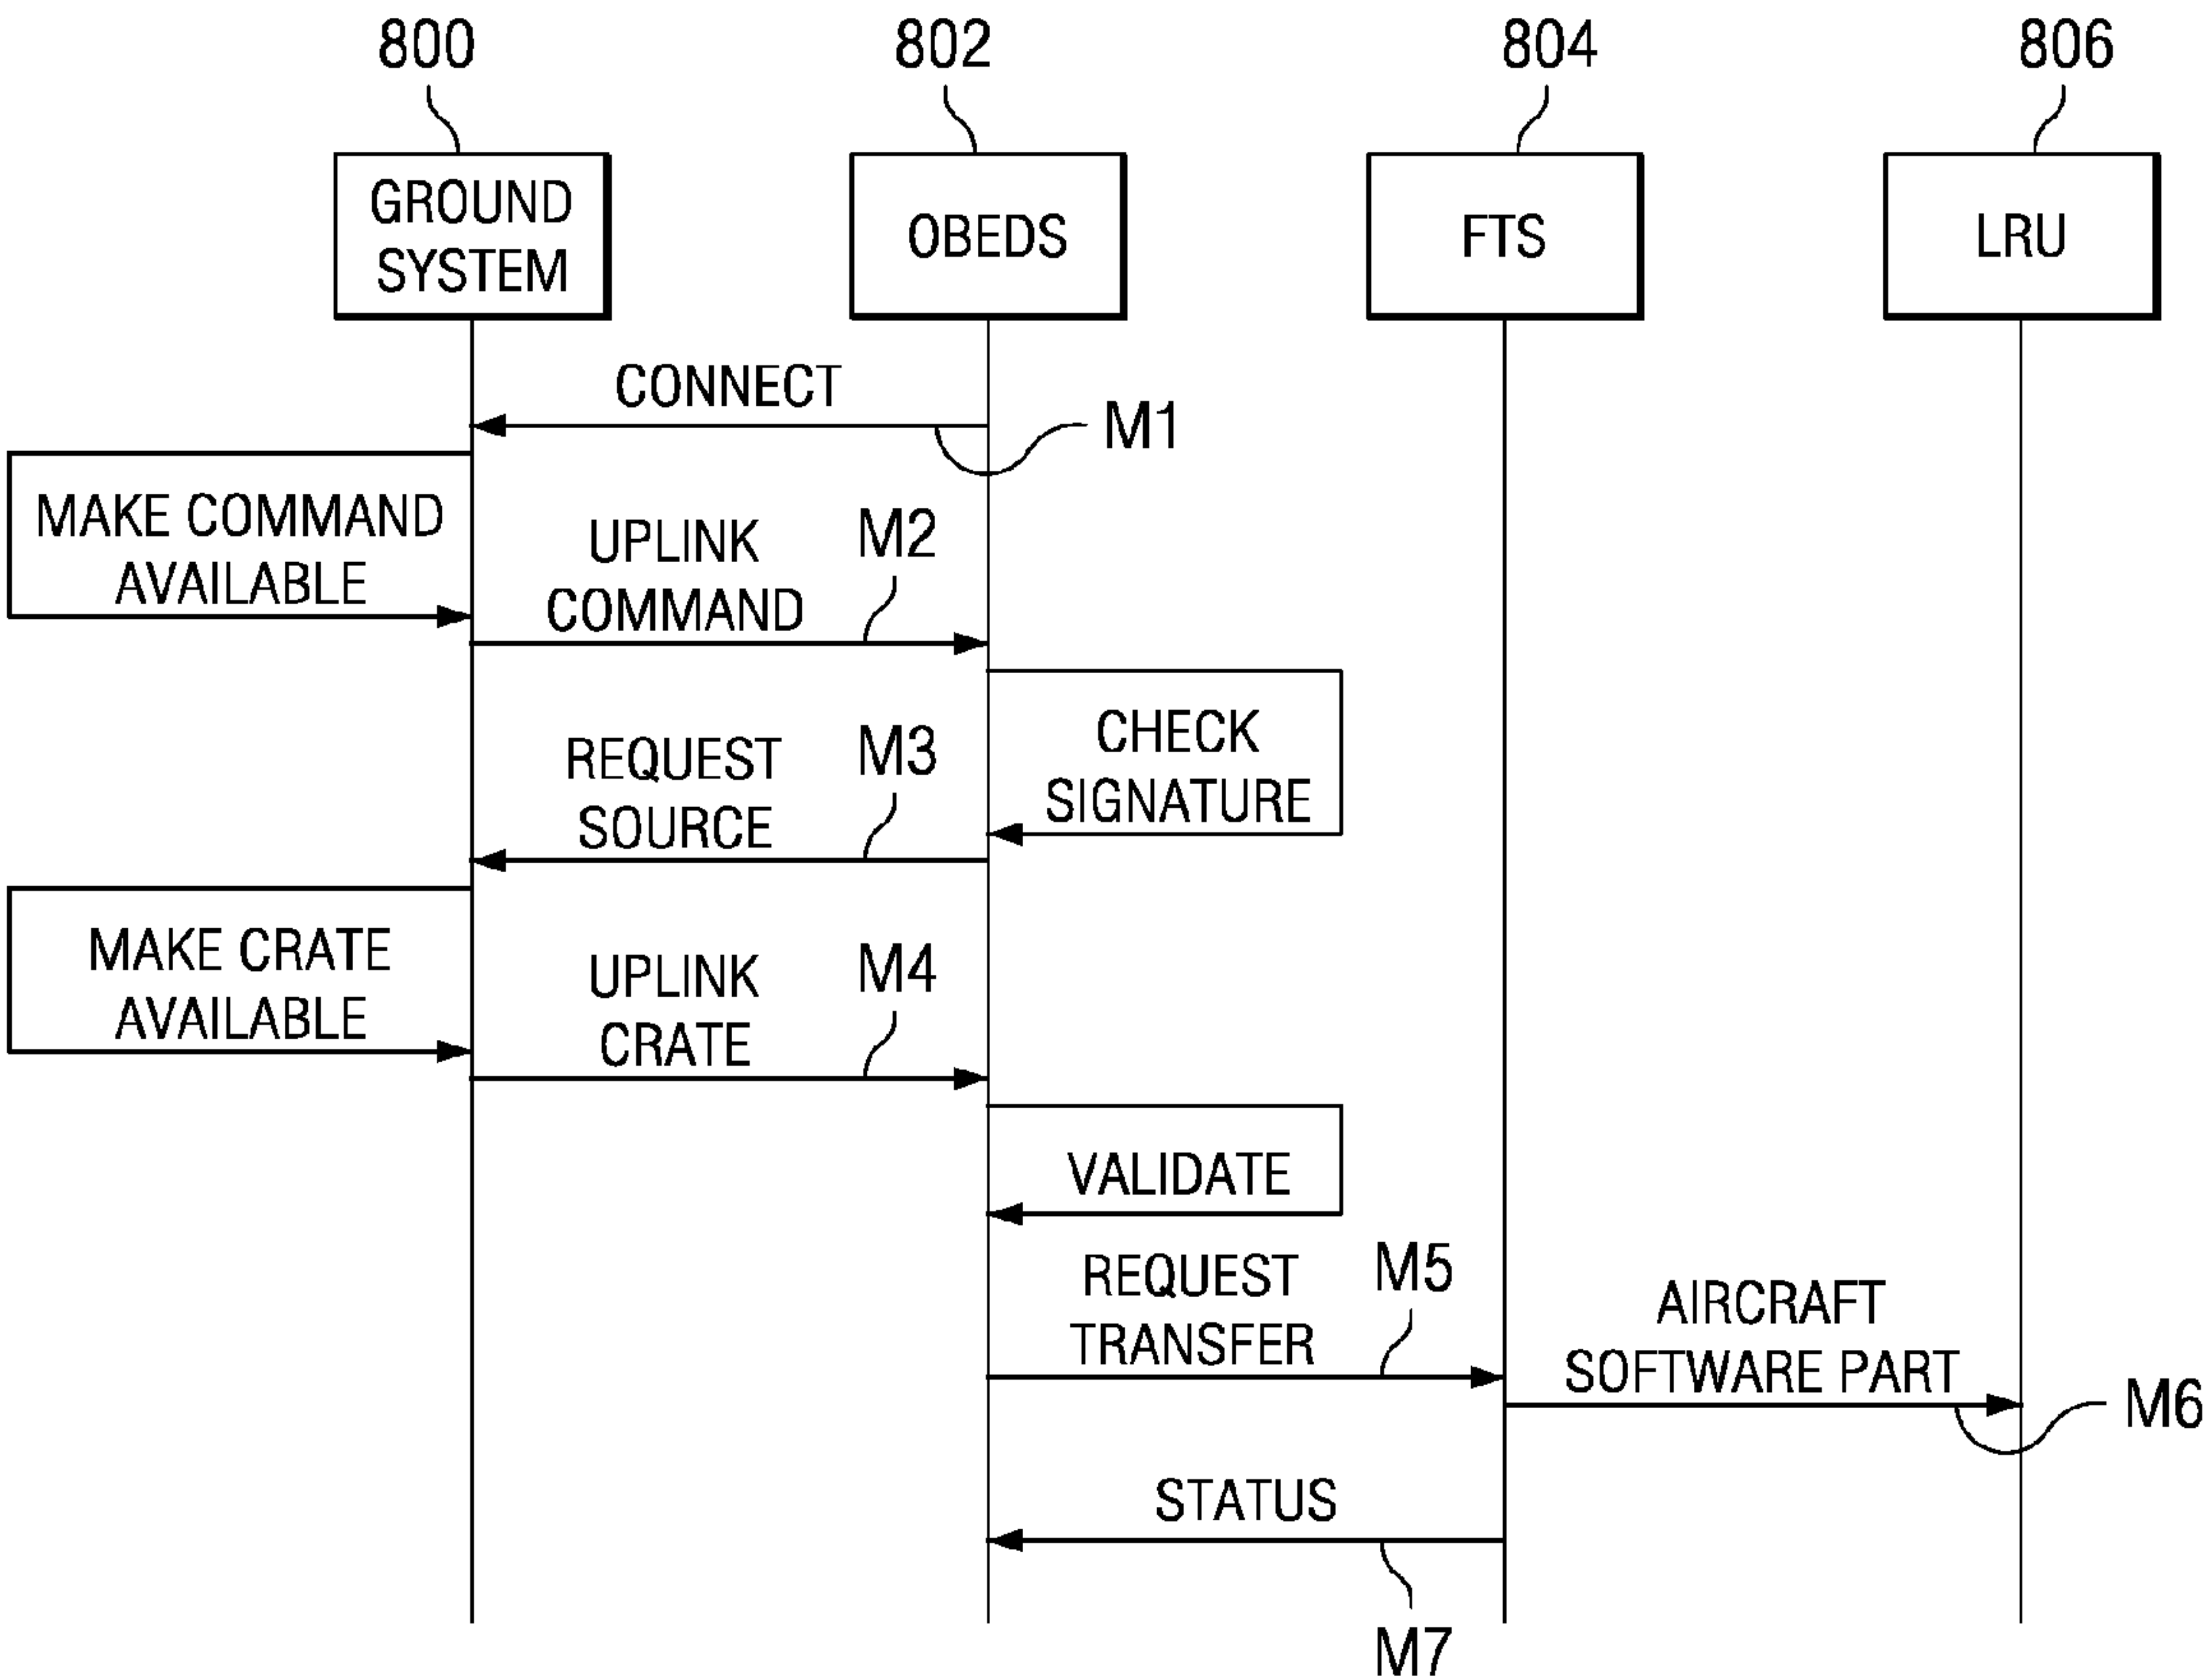 800
802
804
806
GROUND
SYSTEM
OBEDS
FTS
LRU
CONNECT
M1
MAKE COMMAND
AVAILABLE
UPLINK
COMMAND
M2
CHECK
SIGNATURE
REQUEST
SOURCE
M3
MAKE CRATE
AVAILABLE
UPLINK
CRATE
M4
VALIDATE
REQUEST
TRANSFER
M5
AIRCRAFT
SOFTWARE PART
M6
STATUS
M7